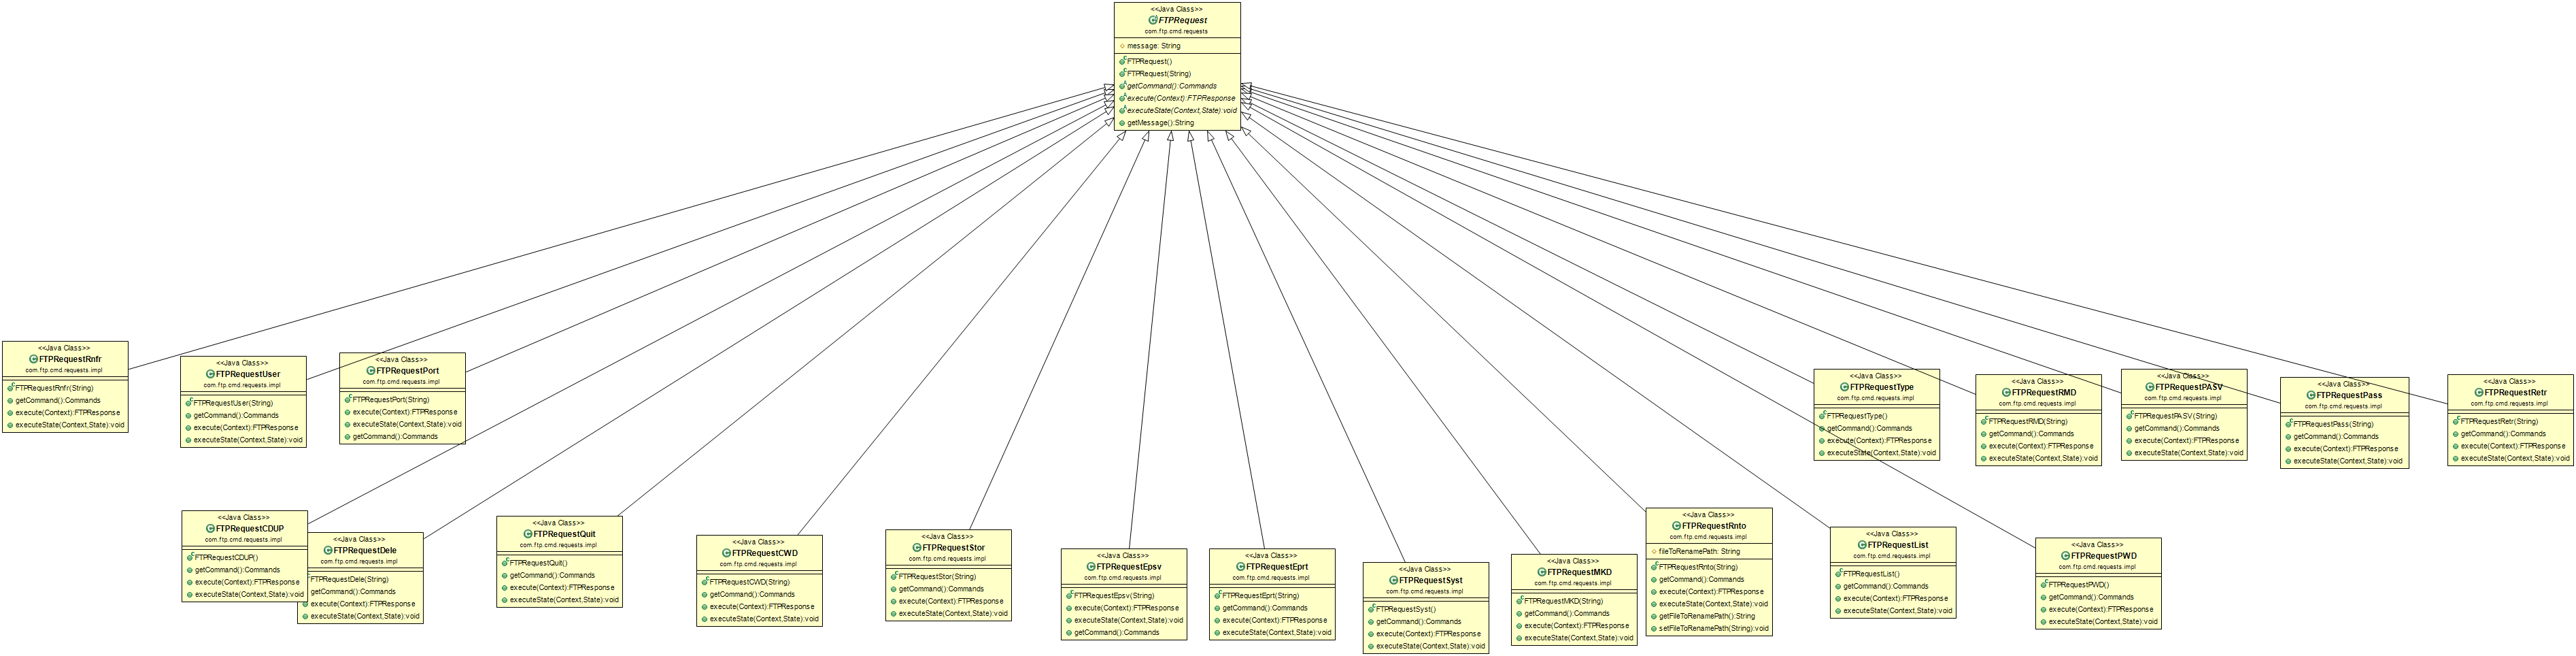 <<Java Class>>
FTPRequest
com.ftp.cmd.requests
message: String
FTPRequest()
FTPRequest(String)
getCommand():Commands
execute(Context):FTPResponse
executeState(Context,State):void
getMessage():String
<<Java Class>>
FTPRequestRnfr
com.ftp.cmd.requests.impl
FTPRequestRnfr(String)
getCommand():Commands
execute(Context):FTPResponse
executeState(Context,State):void
<<Java Class>>
FTPRequestUser
com.ftp.cmd.requests.impl
FTPRequestUser(String)
getCommand():Commands
execute(Context):FTPResponse
executeState(Context,State):void
<<Java Class>>
FTPRequestPort
com.ftp.cmd.requests.impl
FTPRequestPort(String)
execute(Context):FTPResponse
executeState(Context,State):void
getCommand():Commands
<<Java Class>>
FTPRequestType
com.ftp.cmd.requests.impl
FTPRequestType()
getCommand():Commands
execute(Context):FTPResponse
executeState(Context,State):void
<<Java Class>>
FTPRequestRMD
com.ftp.cmd.requests.impl
FTPRequestRMD(String)
getCommand():Commands
execute(Context):FTPResponse
executeState(Context,State):void
<<Java Class>>
FTPRequestPASV
com.ftp.cmd.requests.impl
FTPRequestPASV(String)
getCommand():Commands
execute(Context):FTPResponse
executeState(Context,State):void
<<Java Class>>
FTPRequestPass
com.ftp.cmd.requests.impl
FTPRequestPass(String)
getCommand():Commands
execute(Context):FTPResponse
executeState(Context,State):void
<<Java Class>>
FTPRequestRetr
com.ftp.cmd.requests.impl
FTPRequestRetr(String)
getCommand():Commands
execute(Context):FTPResponse
executeState(Context,State):void
<<Java Class>>
FTPRequestCDUP
com.ftp.cmd.requests.impl
FTPRequestCDUP()
getCommand():Commands
execute(Context):FTPResponse
executeState(Context,State):void
<<Java Class>>
FTPRequestDele
com.ftp.cmd.requests.impl
FTPRequestDele(String)
getCommand():Commands
execute(Context):FTPResponse
executeState(Context,State):void
<<Java Class>>
FTPRequestQuit
com.ftp.cmd.requests.impl
FTPRequestQuit()
getCommand():Commands
execute(Context):FTPResponse
executeState(Context,State):void
<<Java Class>>
FTPRequestCWD
com.ftp.cmd.requests.impl
FTPRequestCWD(String)
getCommand():Commands
execute(Context):FTPResponse
executeState(Context,State):void
<<Java Class>>
FTPRequestStor
com.ftp.cmd.requests.impl
FTPRequestStor(String)
getCommand():Commands
execute(Context):FTPResponse
executeState(Context,State):void
<<Java Class>>
FTPRequestEpsv
com.ftp.cmd.requests.impl
FTPRequestEpsv(String)
execute(Context):FTPResponse
executeState(Context,State):void
getCommand():Commands
<<Java Class>>
FTPRequestEprt
com.ftp.cmd.requests.impl
FTPRequestEprt(String)
getCommand():Commands
execute(Context):FTPResponse
executeState(Context,State):void
<<Java Class>>
FTPRequestSyst
com.ftp.cmd.requests.impl
FTPRequestSyst()
getCommand():Commands
execute(Context):FTPResponse
executeState(Context,State):void
<<Java Class>>
FTPRequestMKD
com.ftp.cmd.requests.impl
FTPRequestMKD(String)
getCommand():Commands
execute(Context):FTPResponse
executeState(Context,State):void
<<Java Class>>
FTPRequestRnto
com.ftp.cmd.requests.impl
fileToRenamePath: String
FTPRequestRnto(String)
getCommand():Commands
execute(Context):FTPResponse
executeState(Context,State):void
getFileToRenamePath():String
setFileToRenamePath(String):void
<<Java Class>>
FTPRequestList
com.ftp.cmd.requests.impl
FTPRequestList()
getCommand():Commands
execute(Context):FTPResponse
executeState(Context,State):void
<<Java Class>>
FTPRequestPWD
com.ftp.cmd.requests.impl
FTPRequestPWD()
getCommand():Commands
execute(Context):FTPResponse
executeState(Context,State):void